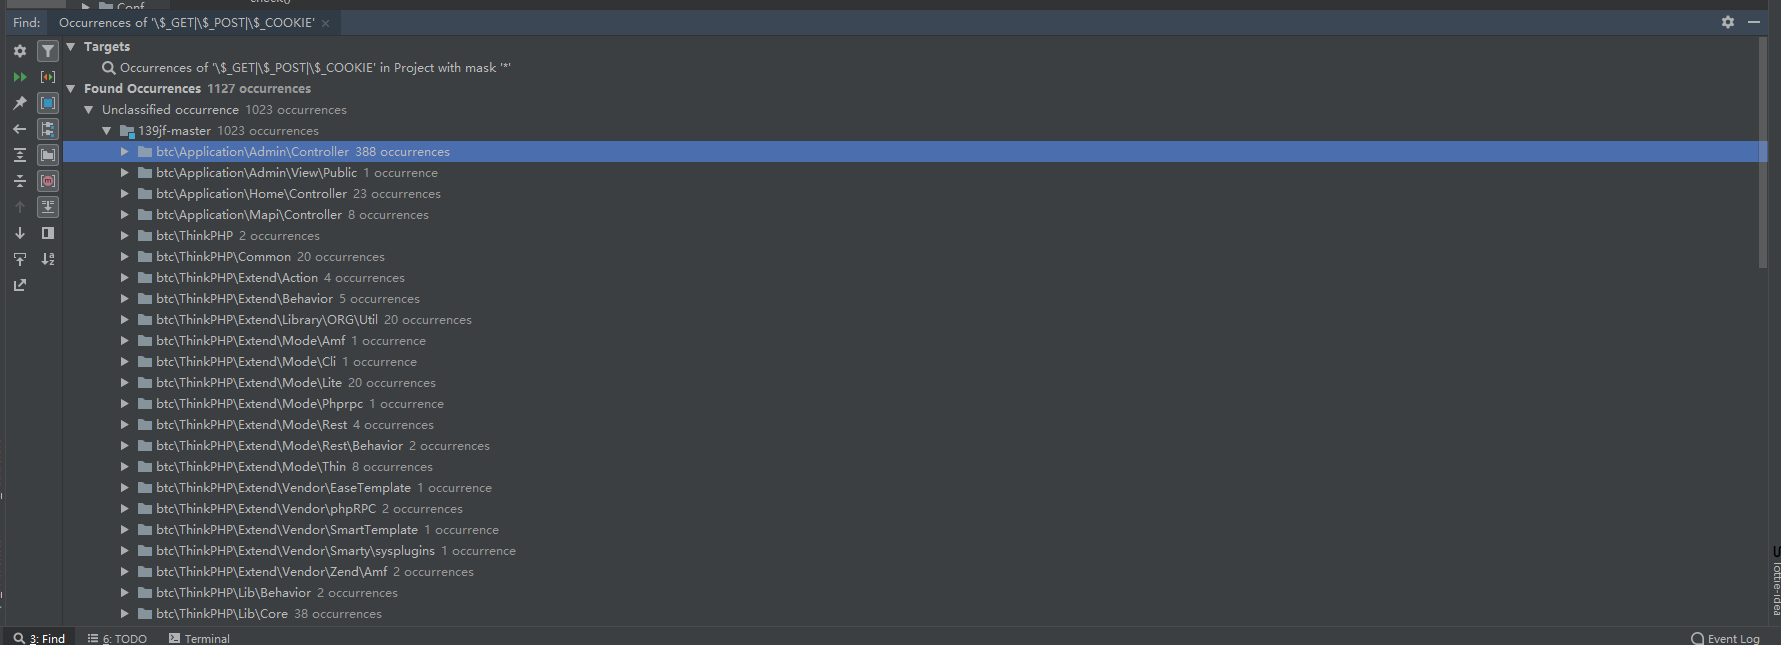 Conf
check()
Find: Occurrences of '\$_GET|\$_POST|\$_COOKIE'
Targets
Occurrences of '\$_GET|\$_POST|\$_COOKIE' in Project with mask '*'
Found Occurrences 1127 occurrences
Unclassified occurrence 1023 occurrences
139jf-master 1023 occurrences
btc\Application\Admin\Controller 388 occurrences
btc\Application\Admin\View\Public 1 occurrence
btc\Application\Home\Controller 23 occurrences
btc\Application\Mapi\Controller 8 occurrences
btc\ThinkPHP 2 occurrences
btc\ThinkPHP\Common 20 occurrences
btc\ThinkPHP\Extend\Action 4 occurrences
btc\ThinkPHP\Extend\Behavior 5 occurrences
btc\ThinkPHP\Extend\Library\ORG\Util 20 occurrences
btc\ThinkPHP\Extend\Mode\Amf 1 occurrence
btc\ThinkPHP\Extend\Mode\Cli 1 occurrence
btc\ThinkPHP\Extend\Mode\Lite 20 occurrences
btc\ThinkPHP\Extend\Mode\Phprpc 1 occurrence
btc\ThinkPHP\Extend\Mode\Rest 4 occurrences
btc\ThinkPHP\Extend\Mode\Rest\Behavior 2 occurrences
btc\ThinkPHP\Extend\Mode\Thin 8 occurrences
btc\ThinkPHP\Extend\Vendor\EaseTemplate 1 occurrence
btc\ThinkPHP\Extend\Vendor\phpRPC 2 occurrences
btc\ThinkPHP\Extend\Vendor\SmartTemplate 1 occurrence
btc\ThinkPHP\Extend\Vendor\Smarty\sysplugins 1 occurrence
btc\ThinkPHP\Extend\Vendor\Zend\Amf 2 occurrences
btc\ThinkPHP\Lib\Behavior 2 occurrences
btc\ThinkPHP\Lib\Core 38 occurrences
3: Find 6: TODO Terminal
Event Log